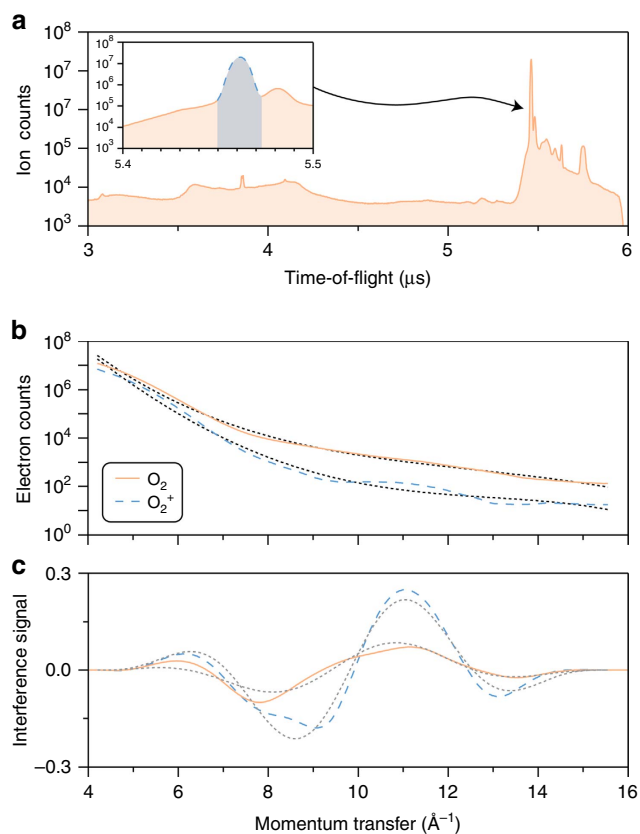 a
10⁸
10⁷
10⁷
10⁵
10⁴
10³
Ion counts
10⁸
10⁷
10⁶
10⁵
10⁴
10³
5.4 5.5
3 4 5 6
Time-of-flight (μs)
b
10⁸
10⁶
10⁴
10²
10⁰
Electron counts
O₂
O₂⁺
c
0.3
0.0
−0.3
Interference signal
4 6 8 10 12 14 16
Momentum transfer (Å⁻¹)